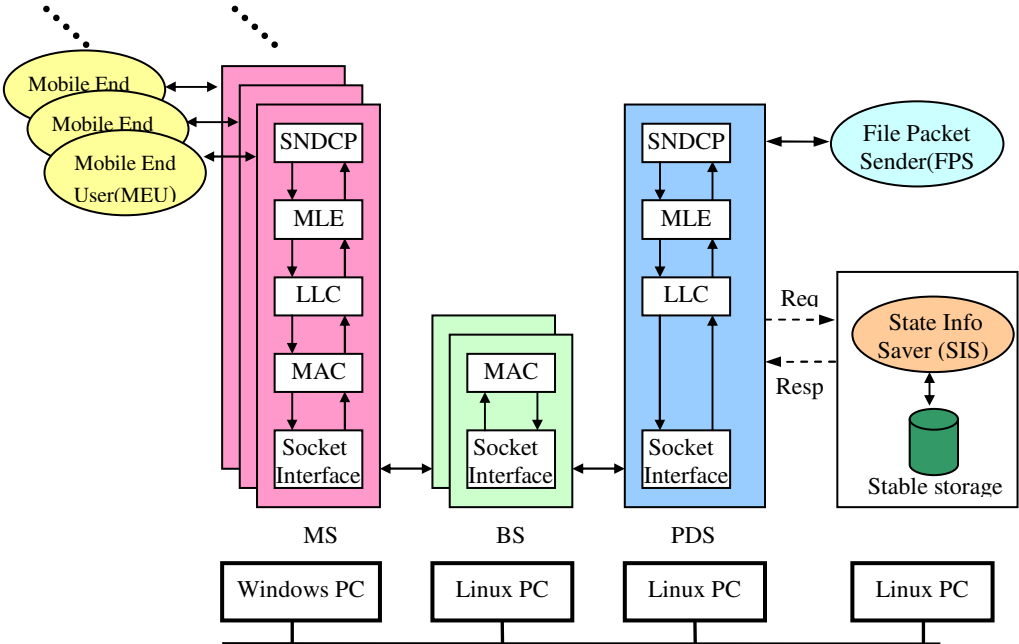 Mobile End
Mobile End
Mobile End
User(MEU)
SNDCP
MLE
LLC
MAC
Socket
Interface
MS
MAC
Socket
Interface
BS
SNDCP
MLE
LLC
Socket
Interface
PDS
File Packet
Sender(FPS
Req
Resp
State Info
Saver (SIS)
Stable storage
Windows PC
Linux PC
Linux PC
Linux PC